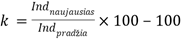 k = Ind_naujausias / Ind_pradžia × 100 − 100